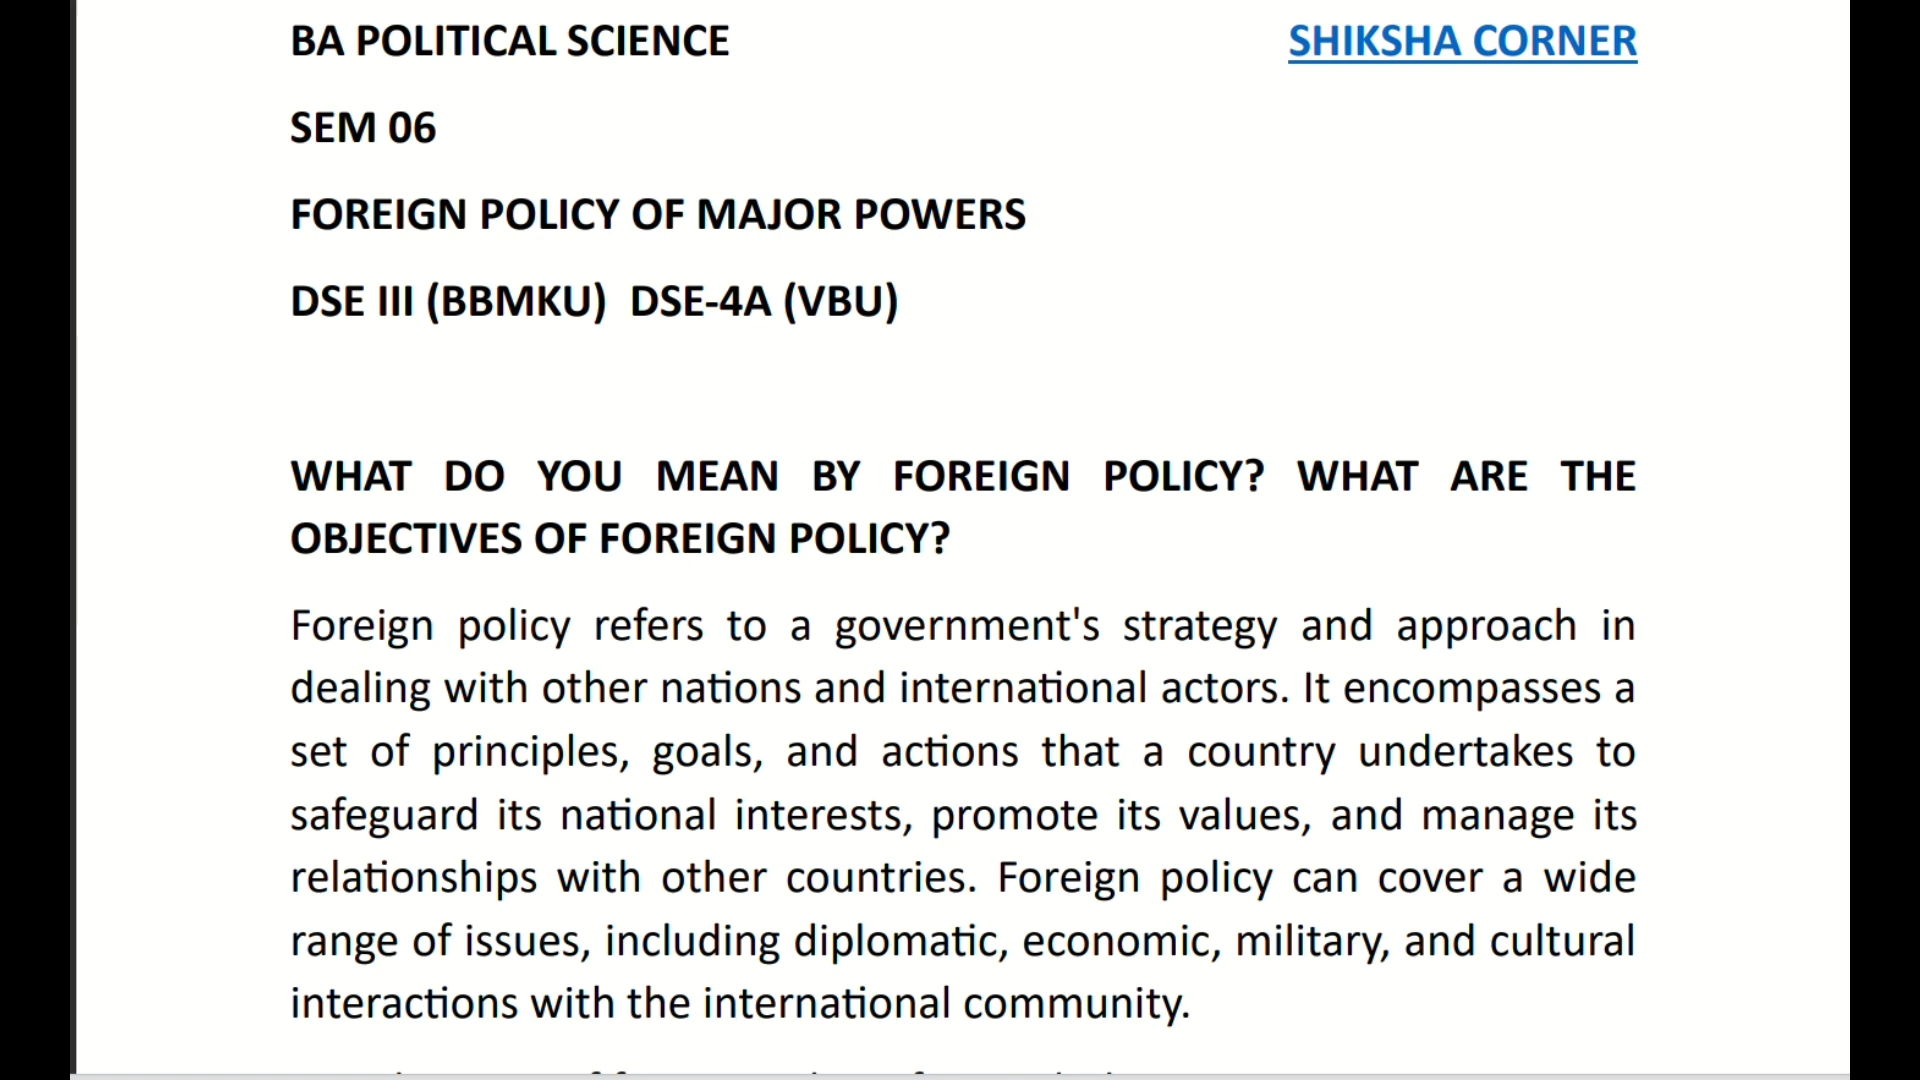 BA POLITICAL SCIENCE SHIKSHA CORNER
SEM 06
FOREIGN POLICY OF MAJOR POWERS
DSE III (BBMKU) DSE-4A (VBU)
WHAT DO YOU MEAN BY FOREIGN POLICY? WHAT ARE THE
OBJECTIVES OF FOREIGN POLICY?
Foreign policy refers to a government's strategy and approach in
dealing with other nations and international actors. It encompasses a
set of principles, goals, and actions that a country undertakes to
safeguard its national interests, promote its values, and manage its
relationships with other countries. Foreign policy can cover a wide
range of issues, including diplomatic, economic, military, and cultural
interactions with the international community.